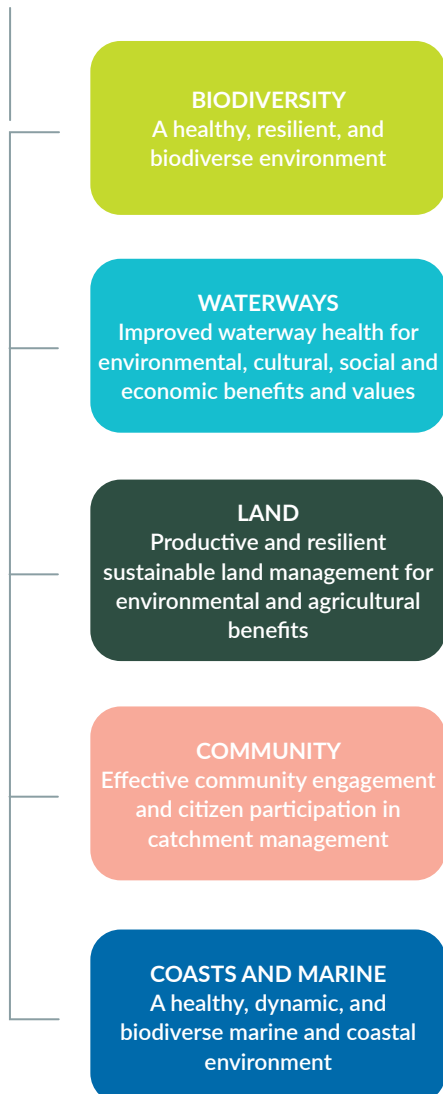 BIODIVERSITY
A healthy, resilient, and
biodiverse environment
WATERWAYS
Improved waterway health for
environmental, cultural, social and
economic benefits and values
LAND
Productive and resilient
sustainable land management for
environmental and agricultural
benefits
COMMUNITY
Effective community engagement
and citizen participation in
catchment management
COASTS AND MARINE
A healthy, dynamic, and
biodiverse marine and coastal
environment